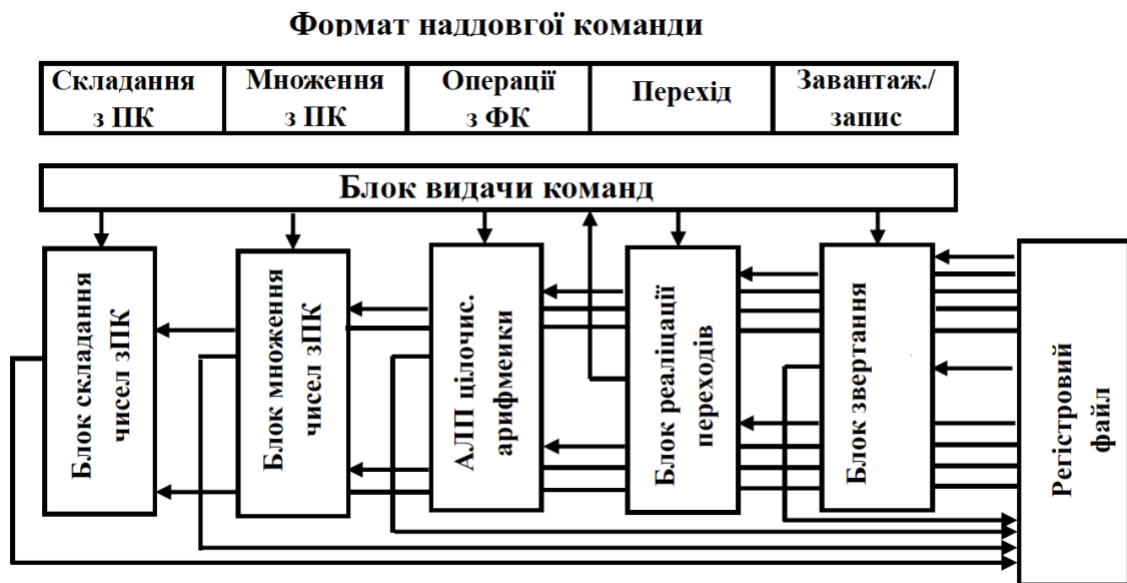 Формат наддовгої команди
Складання
з ПК
Множення
з ПК
Операції
з ФК
Перехід
Завантаж./
запис
Блок видачи команд
Блок складання
чисел зПК
Блок множення
чисел зПК
АЛП цілочис.
арифмеики
Блок реаліцації
переходів
Блок звертання
Регістровий
файл